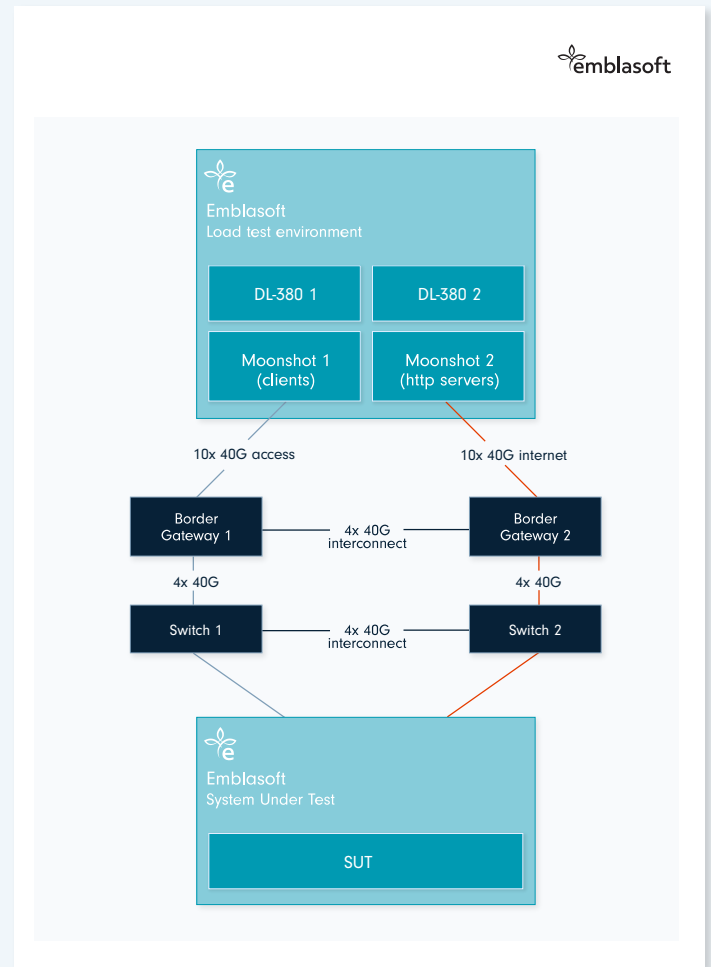 emblasoft
e
Emblasoft
Load test environment
DL-380 1
DL-380 2
Moonshot 1
(clients)
Moonshot 2
(http servers)
10x 40G access
10x 40G internet
Border
Gateway 1
4x 40G
interconnect
Border
Gateway 2
4x 40G
4x 40G
Switch 1
4x 40G
interconnect
Switch 2
e
Emblasoft
System Under Test
SUT